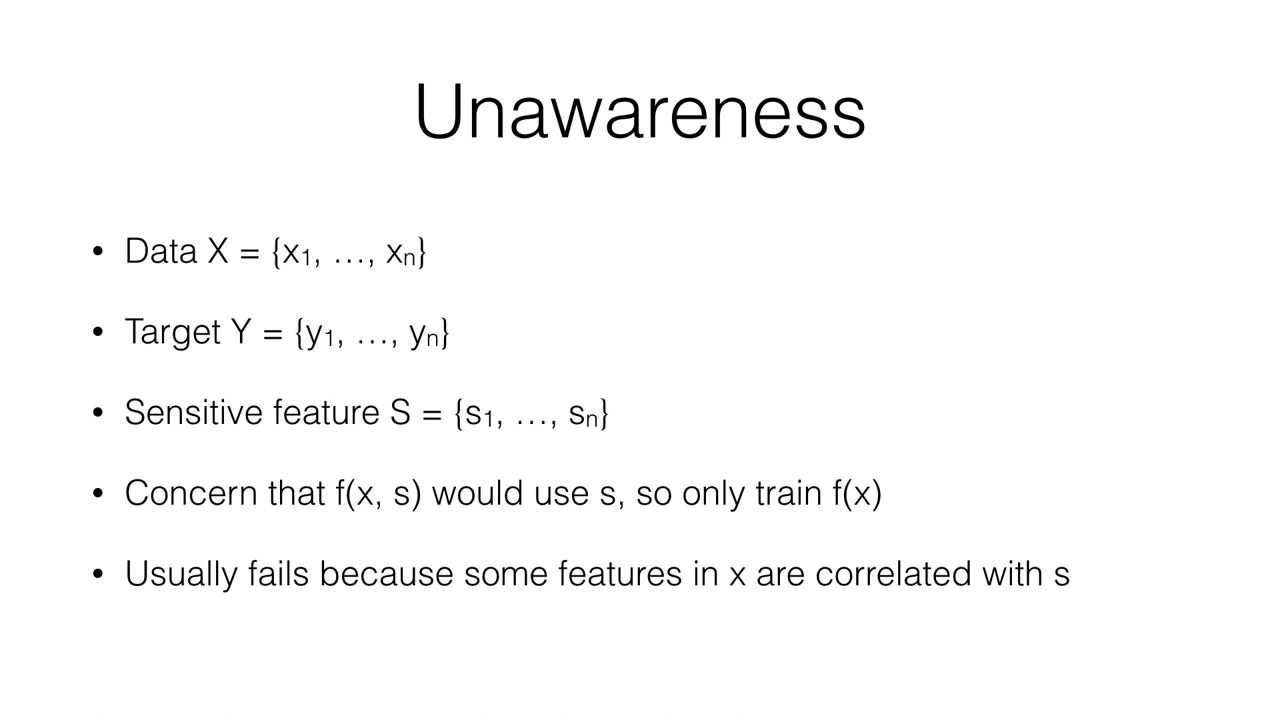 Unawareness
• Data X = {x₁, …, xₙ}
• Target Y = {y₁, …, yₙ}
• Sensitive feature S = {s₁, …, sₙ}
• Concern that f(x, s) would use s, so only train f(x)
• Usually fails because some features in x are correlated with s